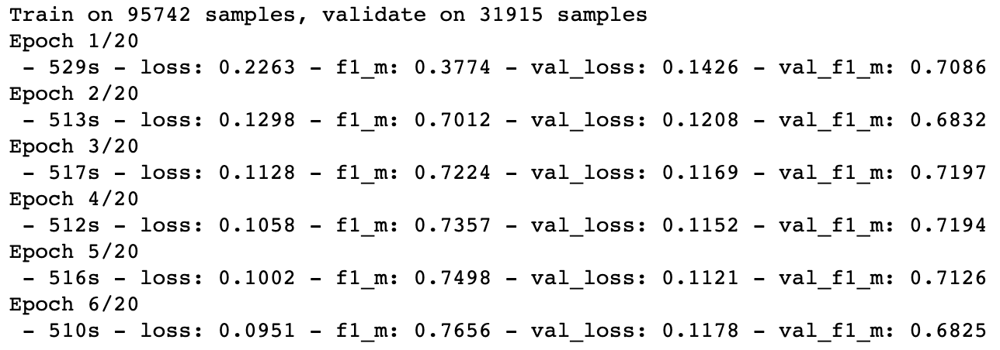 Train on 95742 samples, validate on 31915 samples
Epoch 1/20
 - 529s - loss: 0.2263 - f1_m: 0.3774 - val_loss: 0.1426 - val_f1_m: 0.7086
Epoch 2/20
 - 513s - loss: 0.1298 - f1_m: 0.7012 - val_loss: 0.1208 - val_f1_m: 0.6832
Epoch 3/20
 - 517s - loss: 0.1128 - f1_m: 0.7224 - val_loss: 0.1169 - val_f1_m: 0.7197
Epoch 4/20
 - 512s - loss: 0.1058 - f1_m: 0.7357 - val_loss: 0.1152 - val_f1_m: 0.7194
Epoch 5/20
 - 516s - loss: 0.1002 - f1_m: 0.7498 - val_loss: 0.1121 - val_f1_m: 0.7126
Epoch 6/20
 - 510s - loss: 0.0951 - f1_m: 0.7656 - val_loss: 0.1178 - val_f1_m: 0.6825